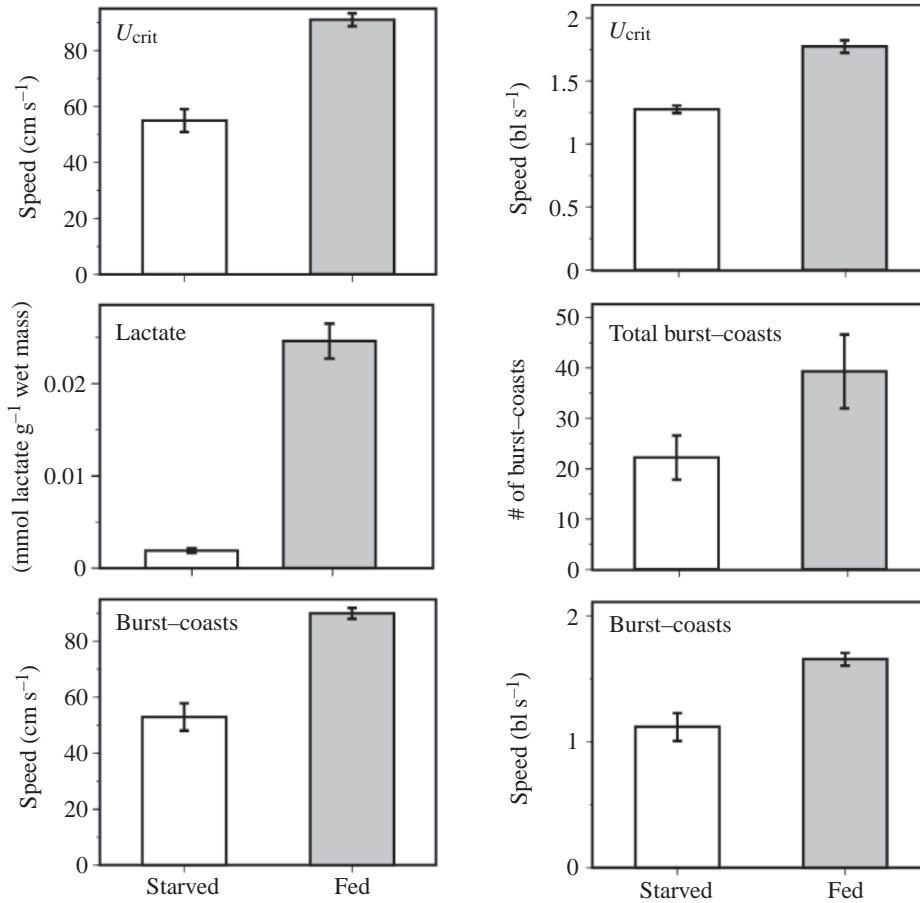 U_crit
Speed (cm s⁻¹)
80
60
40
20
0
U_crit
Speed (bl s⁻¹)
2
1.5
1
0.5
0
Lactate
(mmol lactate g⁻¹ wet mass)
0.02
0.01
0
Total burst–coasts
# of burst–coasts
50
40
30
20
10
0
Burst–coasts
Speed (cm s⁻¹)
80
60
40
20
0
Starved Fed
Burst–coasts
Speed (bl s⁻¹)
2
1
0
Starved Fed